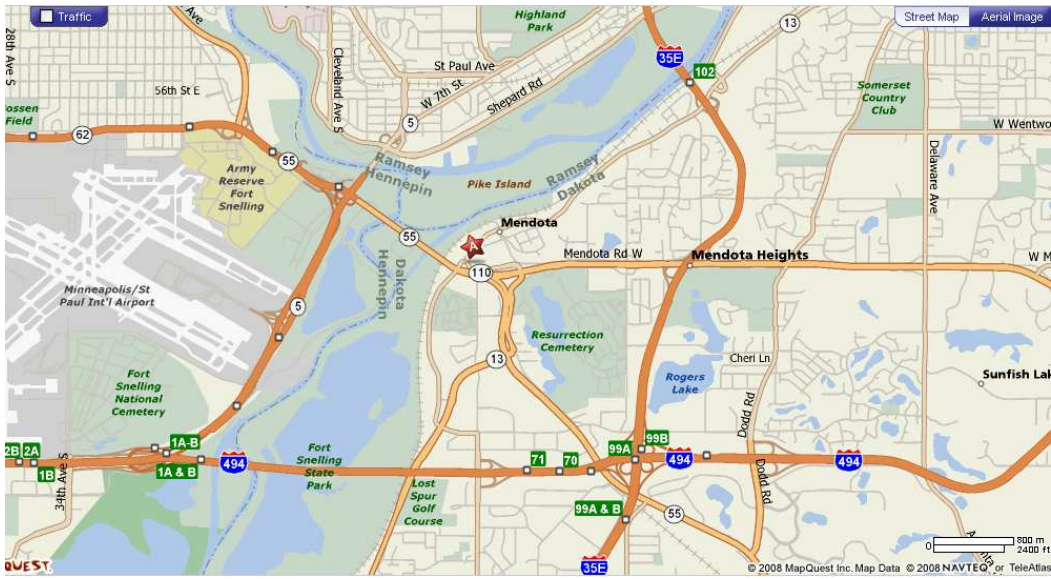 Traffic
Street Map
Aerial Image
28th Ave S
Ave
Cleveland Ave S
Highland
Park
13
35E
102
St Paul Ave
W 7th St
Shepard Rd
5
56th St E
Somerset
Country
Club
Field
62
W Wentwo
55
Ramsey
Hennepin
Ramsey
Dakota
Delaware Ave
Army
Reserve
Fort
Snelling
Pike Island
Mendota
A
55
Dakota
Hennepin
110
Mendota Rd W
Mendota Heights
W M
Minneapolis/St
Paul Int'l Airport
5
Resurrection
Cemetery
13
Cheri Ln
Fort
Snelling
National
Cemetery
Rogers
Lake
Sunfish Lak
Dodd Rd
2B
2A
1B
1A-B
1A & B
34th Ave S
494
Fort
Snelling
State
Park
71
70
99A
99B
494
494
Dodd Rd
Lost
Spur
Golf
Course
99A & B
55
35E
0
800 m
2400 ft
QUEST.
© 2008 MapQuest Inc. Map Data © 2008 NAVTEQ or TeleAtlas